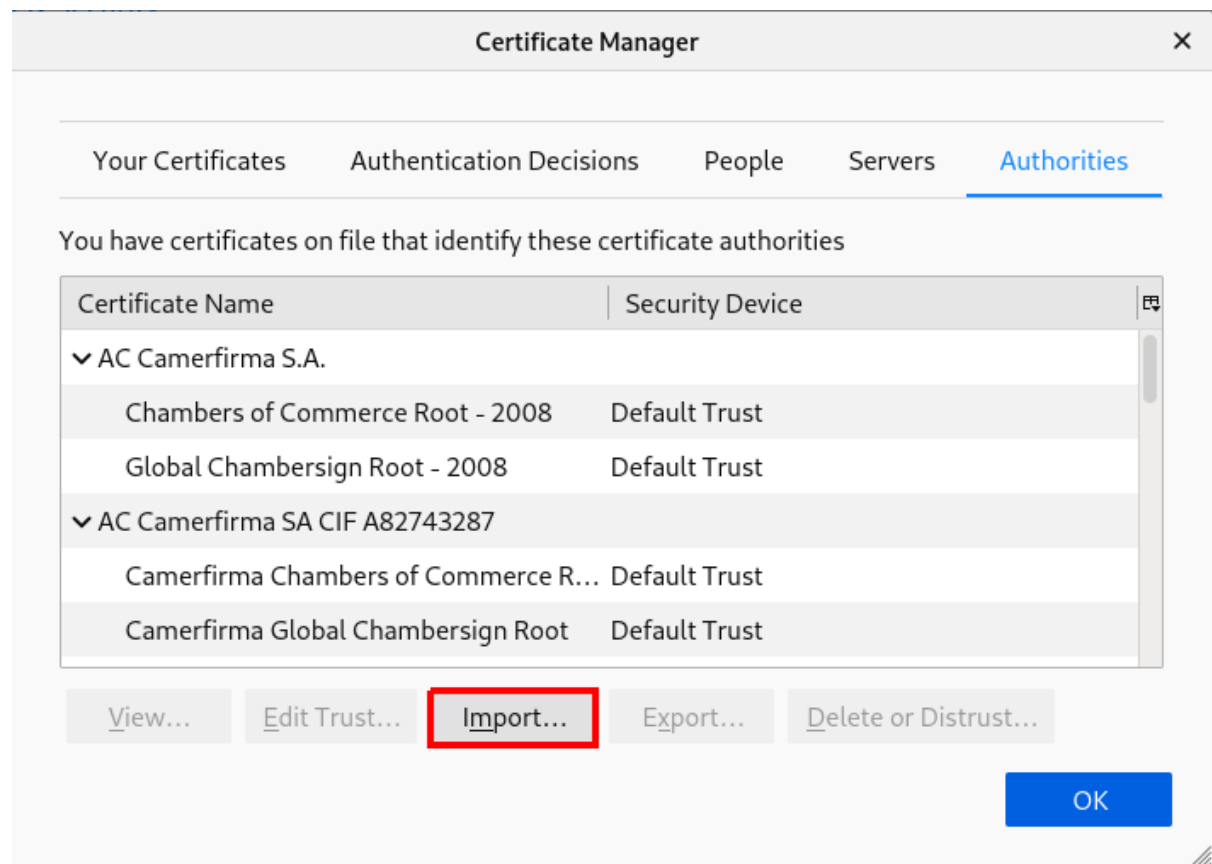 Certificate Manager
Your Certificates Authentication Decisions People Servers Authorities
You have certificates on file that identify these certificate authorities
Certificate Name Security Device
AC Camerfirma S.A.
Chambers of Commerce Root - 2008 Default Trust
Global Chambersign Root - 2008 Default Trust
AC Camerfirma SA CIF A82743287
Camerfirma Chambers of Commerce R... Default Trust
Camerfirma Global Chambersign Root Default Trust
View... Edit Trust... Import... Export... Delete or Distrust...
OK